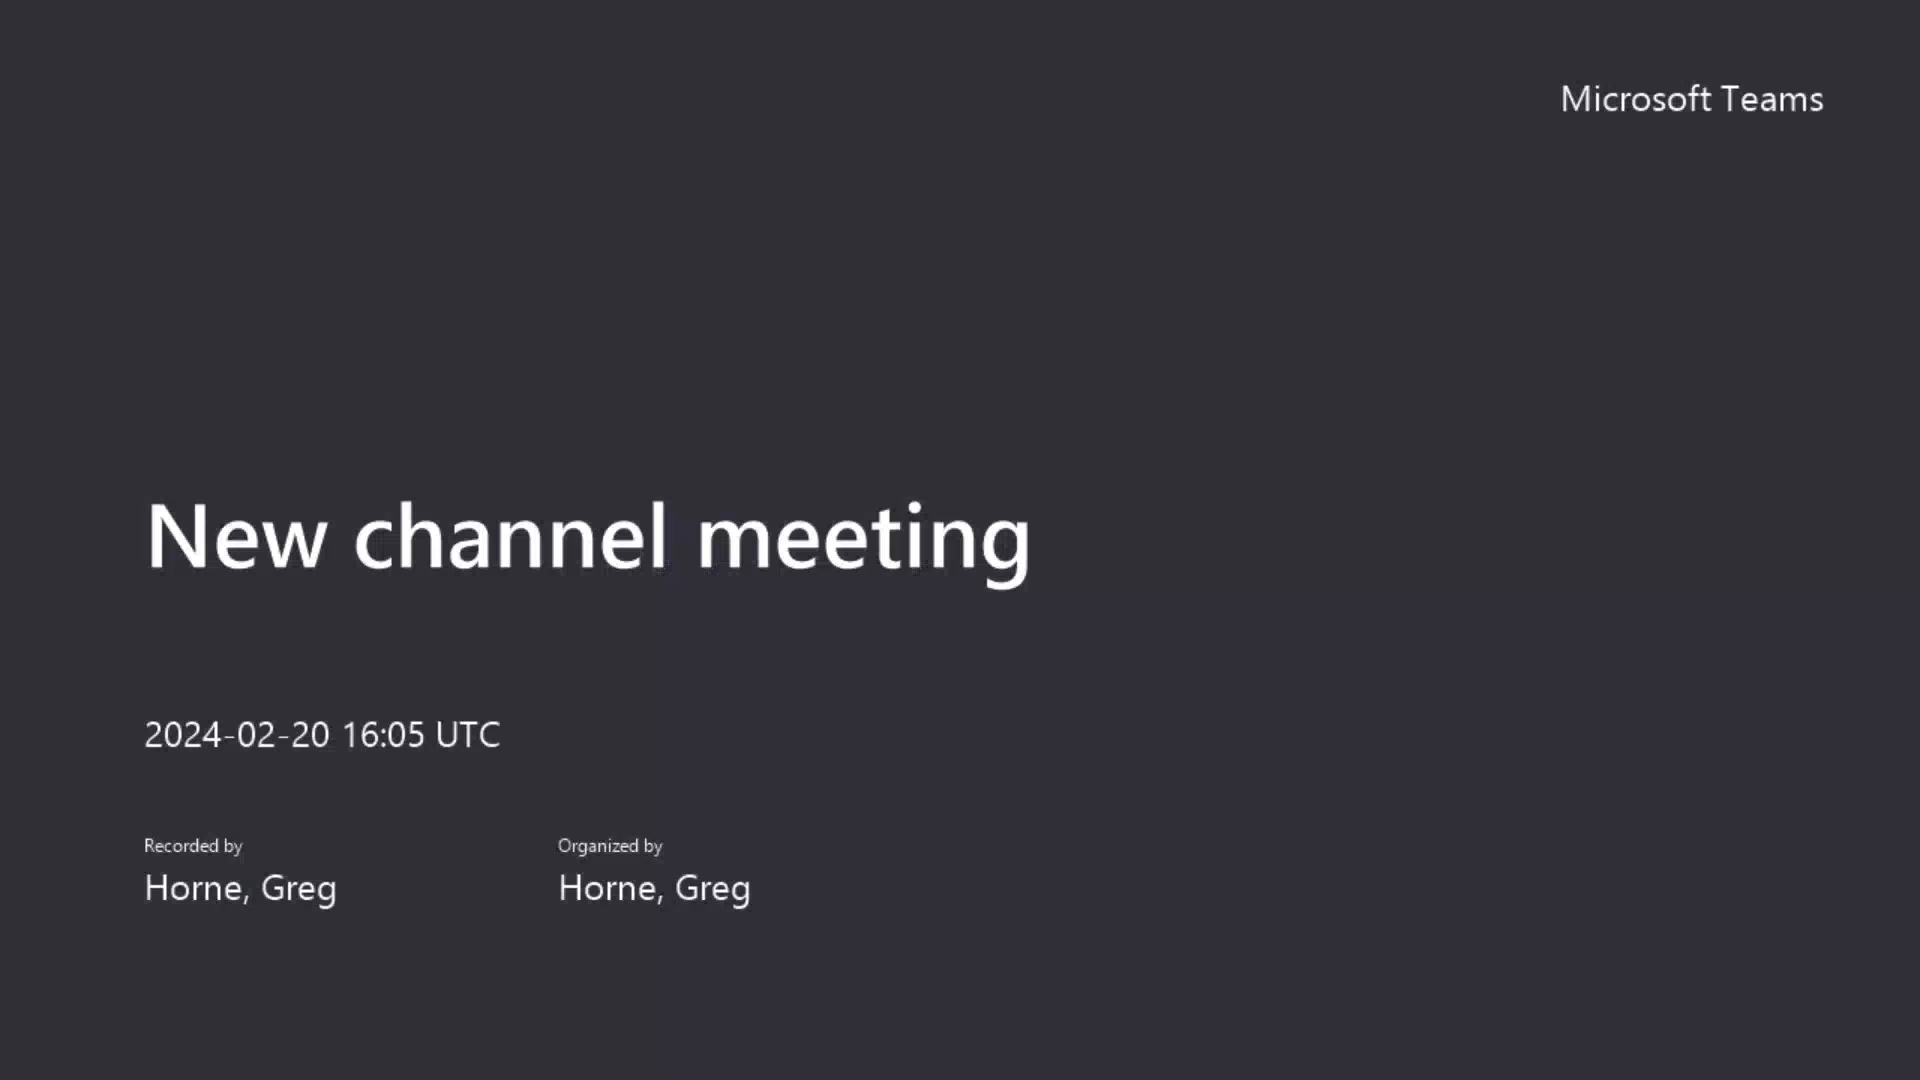 Microsoft Teams
New channel meeting
2024-02-20 16:05 UTC
Recorded by
Horne, Greg
Organized by
Horne, Greg